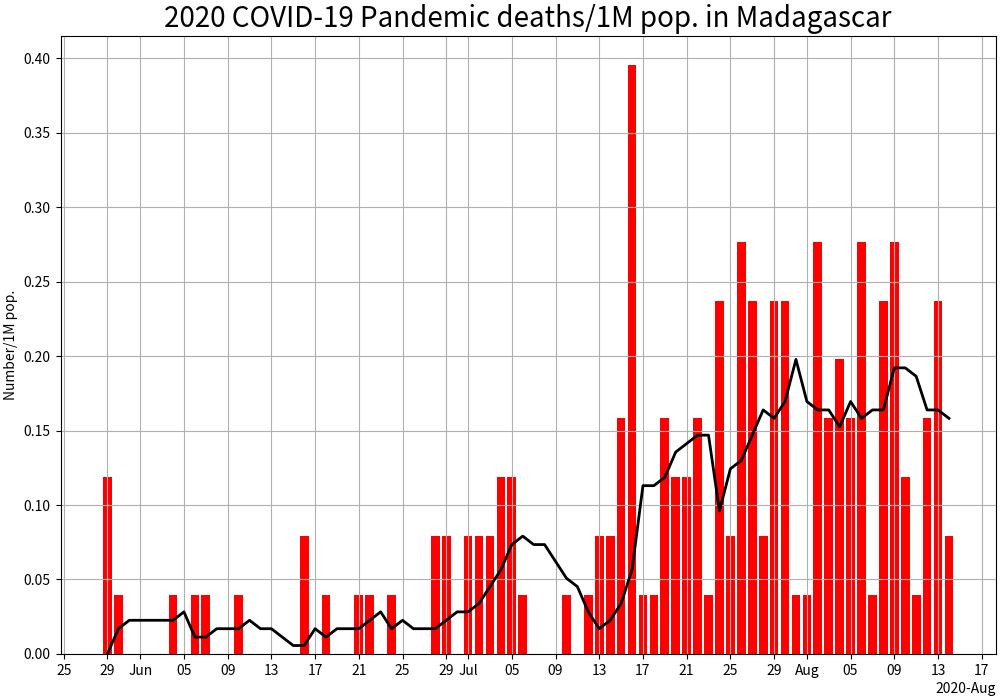 2020 COVID-19 Pandemic deaths/1M pop. in Madagascar
Number/1M pop.
0.40
0.35
0.30
0.25
0.20
0.15
0.10
0.05
0.00
25 29 Jun 05 09 13 17 21 25 29 Jul 05 09 13 17 21 25 29 Aug 05 09 13 17
2020-Aug